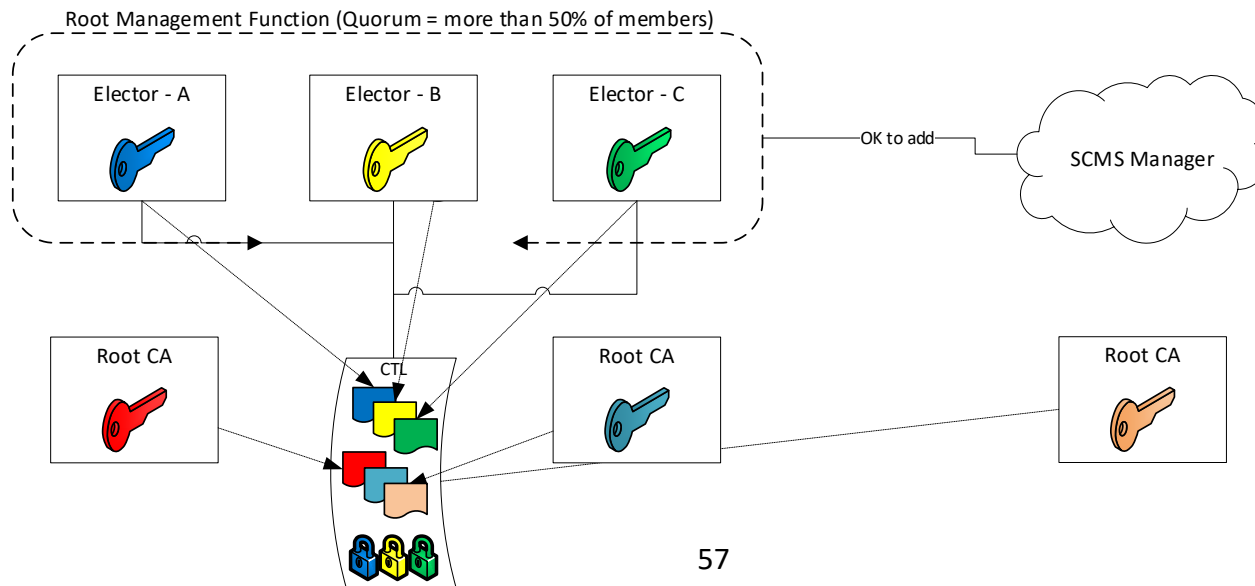 Root Management Function (Quorum = more than 50% of members)
Elector - A
Elector - B
Elector - C
OK to add
SCMS Manager
Root CA
CTL
Root CA
Root CA
57